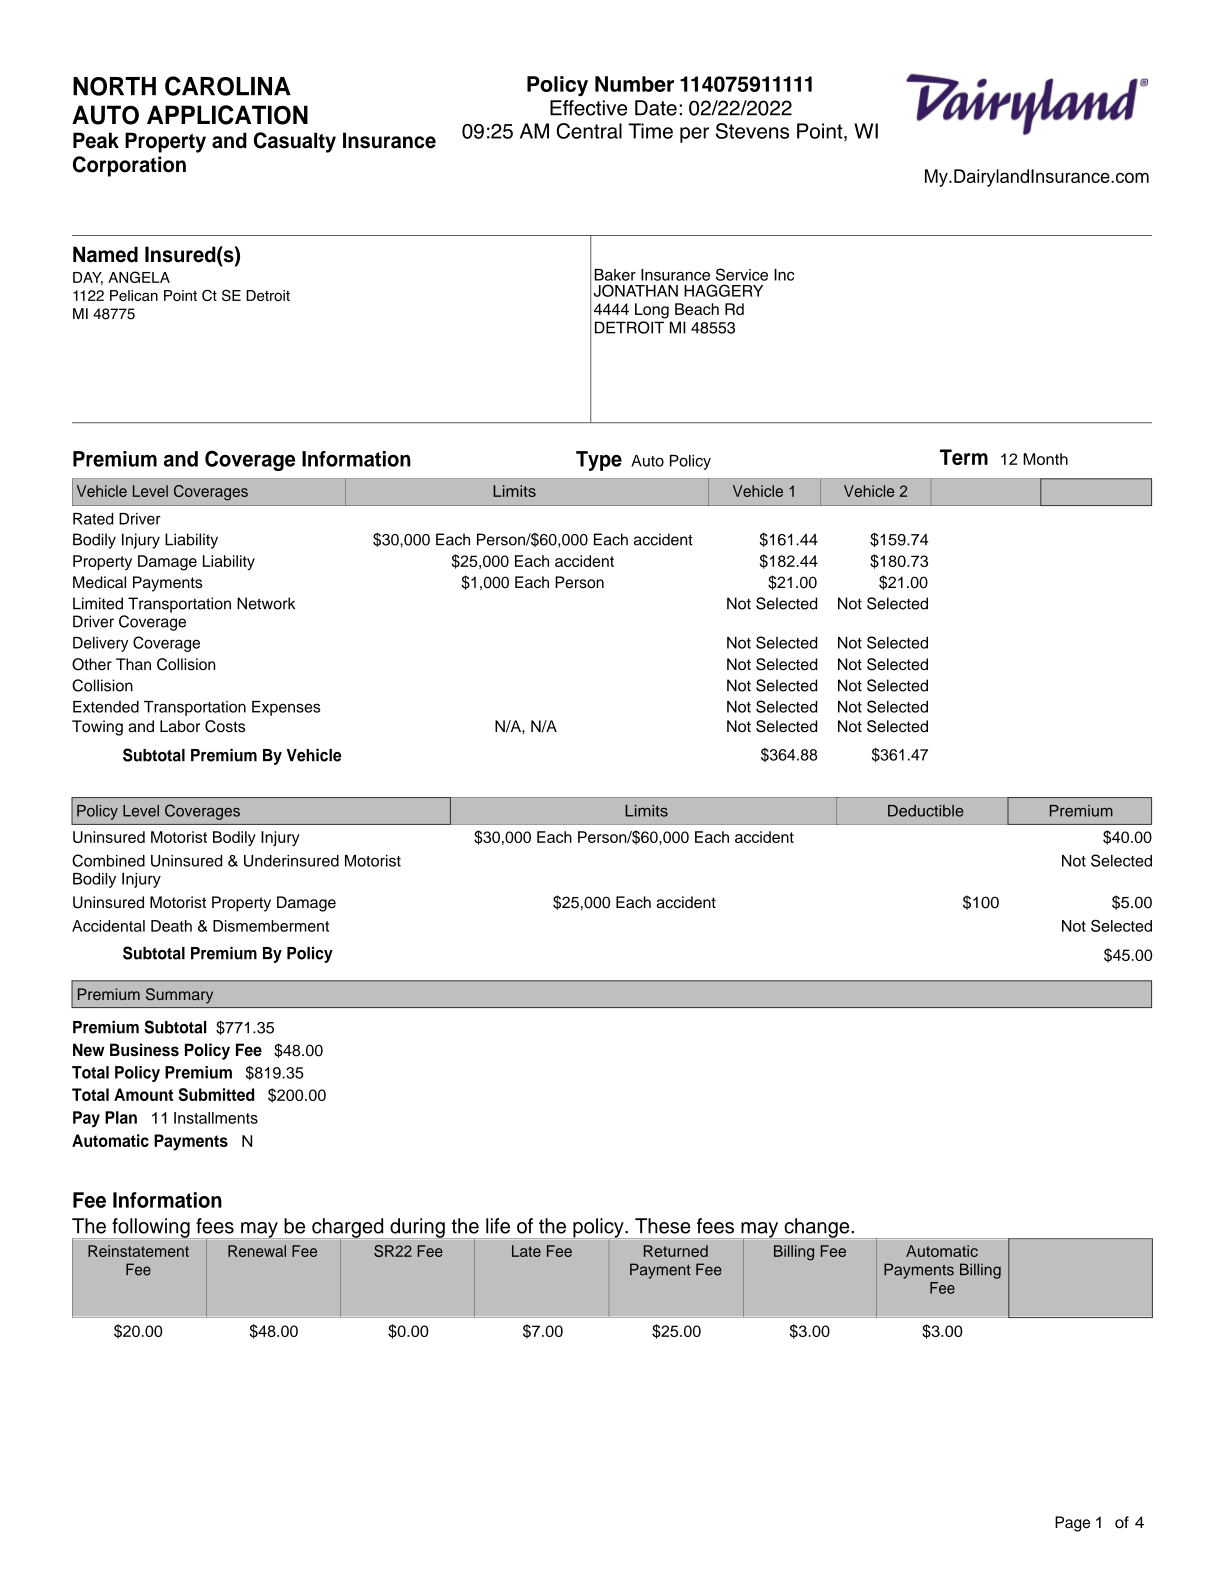 NORTH CAROLINA
AUTO APPLICATION
Peak Property and Casualty Insurance
Corporation
Policy Number 114075911111
Effective Date: 02/22/2022
09:25 AM Central Time per Stevens Point, WI
Dairyland®
My.DairylandInsurance.com
Named Insured(s)
DAY, ANGELA
1122 Pelican Point Ct SE Detroit
MI 48775
Baker Insurance Service Inc
JONATHAN HAGGERY
4444 Long Beach Rd
DETROIT MI 48553
Premium and Coverage Information Type Auto Policy Term 12 Month
Vehicle Level Coverages Limits Vehicle 1 Vehicle 2
Rated Driver
Bodily Injury Liability $30,000 Each Person/$60,000 Each accident $161.44 $159.74
Property Damage Liability $25,000 Each accident $182.44 $180.73
Medical Payments $1,000 Each Person $21.00 $21.00
Limited Transportation Network Not Selected Not Selected
Driver Coverage
Delivery Coverage Not Selected Not Selected
Other Than Collision Not Selected Not Selected
Collision Not Selected Not Selected
Extended Transportation Expenses Not Selected Not Selected
Towing and Labor Costs N/A, N/A Not Selected Not Selected
Subtotal Premium By Vehicle $364.88 $361.47
Policy Level Coverages Limits Deductible Premium
Uninsured Motorist Bodily Injury $30,000 Each Person/$60,000 Each accident $40.00
Combined Uninsured & Underinsured Motorist Not Selected
Bodily Injury
Uninsured Motorist Property Damage $25,000 Each accident $100 $5.00
Accidental Death & Dismemberment Not Selected
Subtotal Premium By Policy $45.00
Premium Summary
Premium Subtotal $771.35
New Business Policy Fee $48.00
Total Policy Premium $819.35
Total Amount Submitted $200.00
Pay Plan 11 Installments
Automatic Payments N
Fee Information
The following fees may be charged during the life of the policy. These fees may change.
Reinstatement Renewal Fee SR22 Fee Late Fee Returned Billing Fee Automatic
Fee Payment Fee Payments Billing
Fee
$20.00 $48.00 $0.00 $7.00 $25.00 $3.00 $3.00
Page 1 of 4